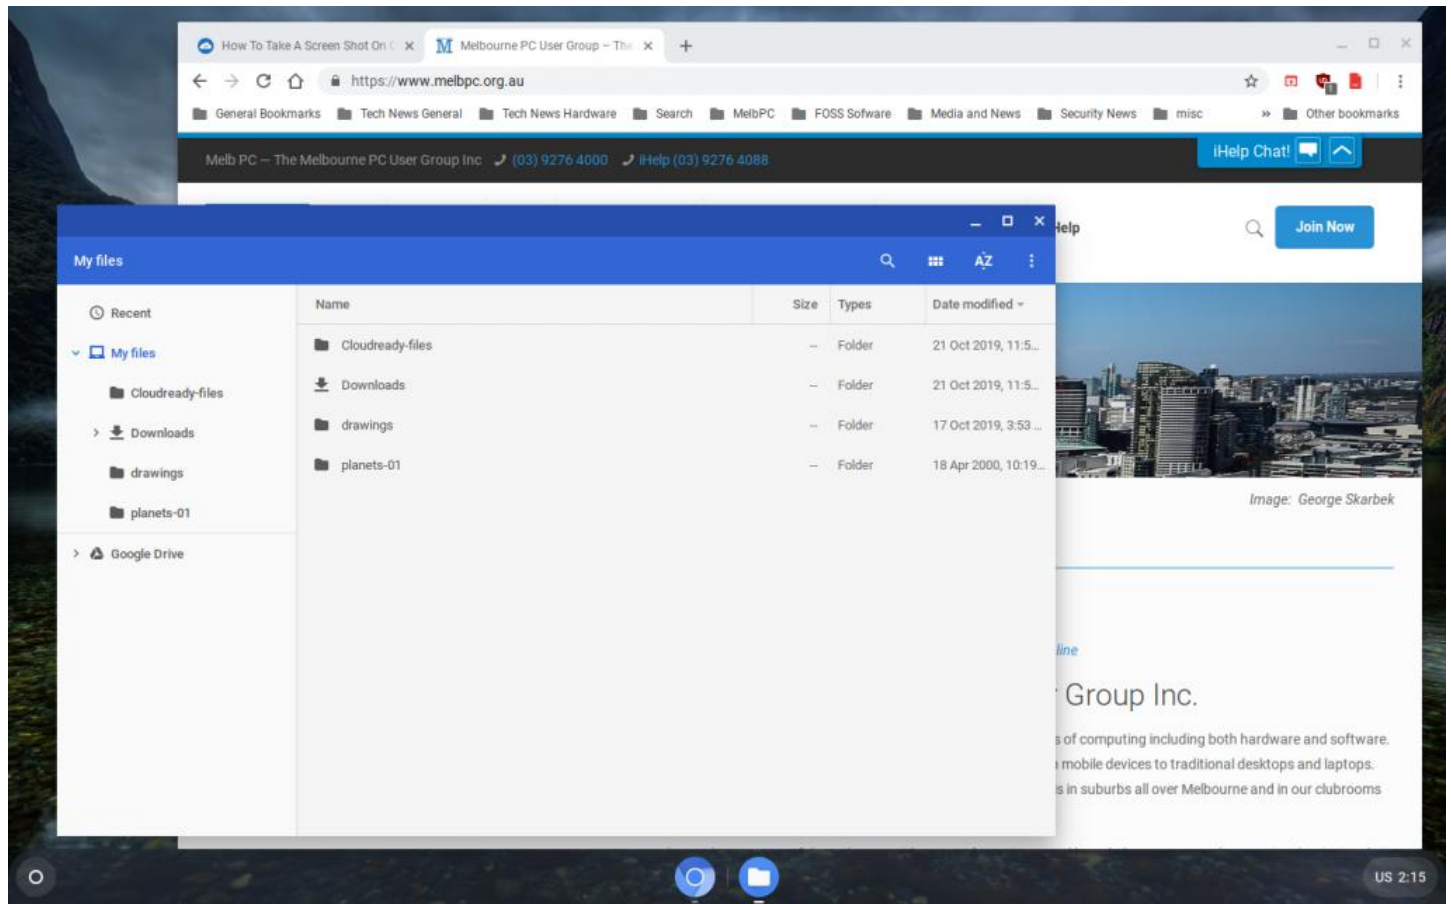 How To Take A Screen Shot On C
Melbourne PC User Group – The
https://www.melbpc.org.au
General Bookmarks Tech News General Tech News Hardware Search MelbPC FOSS Sofware Media and News Security News misc » Other bookmarks
Melb PC — The Melbourne PC User Group Inc (03) 9276 4000 iHelp (03) 9276 4088
iHelp Chat!
Help
Join Now
My files
AZ
Recent
My files
Cloudready-files
Downloads
drawings
planets-01
Google Drive
Name Size Types Date modified
Cloudready-files -- Folder 21 Oct 2019, 11:5...
Downloads -- Folder 21 Oct 2019, 11:5...
drawings -- Folder 17 Oct 2019, 3:53 ...
planets-01 -- Folder 18 Apr 2000, 10:19...
Image: George Skarbek
line
Group Inc.
s of computing including both hardware and software.
mobile devices to traditional desktops and laptops.
s in suburbs all over Melbourne and in our clubrooms
US 2:15